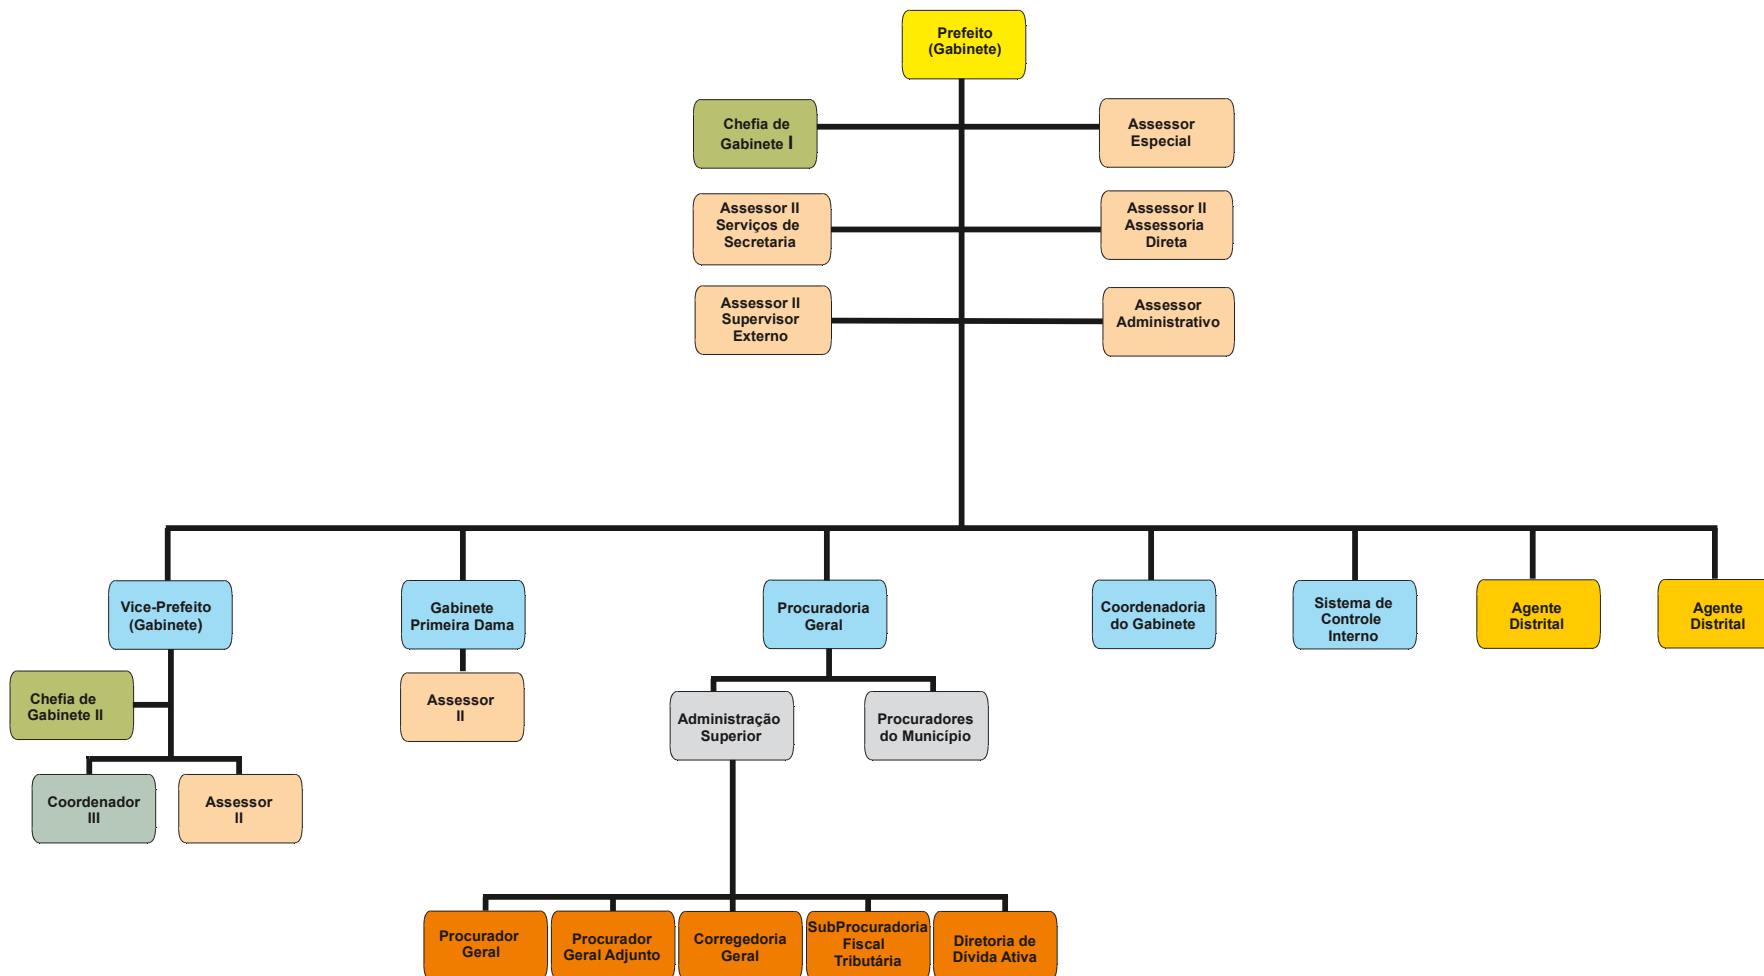 Prefeito
(Gabinete)
Chefia de
Gabinete I
Assessor
Especial
Assessor II
Serviços de
Secretaria
Assessor II
Assessoria
Direta
Assessor II
Supervisor
Externo
Assessor
Administrativo
Vice-Prefeito
(Gabinete)
Gabinete
Primeira Dama
Procuradoria
Geral
Coordenadoria
do Gabinete
Sistema de
Controle
Interno
Agente
Distrital
Agente
Distrital
Chefia de
Gabinete II
Assessor
II
Administração
Superior
Procuradores
do Município
Coordenador
III
Assessor
II
Procurador
Geral
Procurador
Geral Adjunto
Corregedoria
Geral
SubProcuradoria
Fiscal
Tributária
Diretoria de
Dívida Ativa